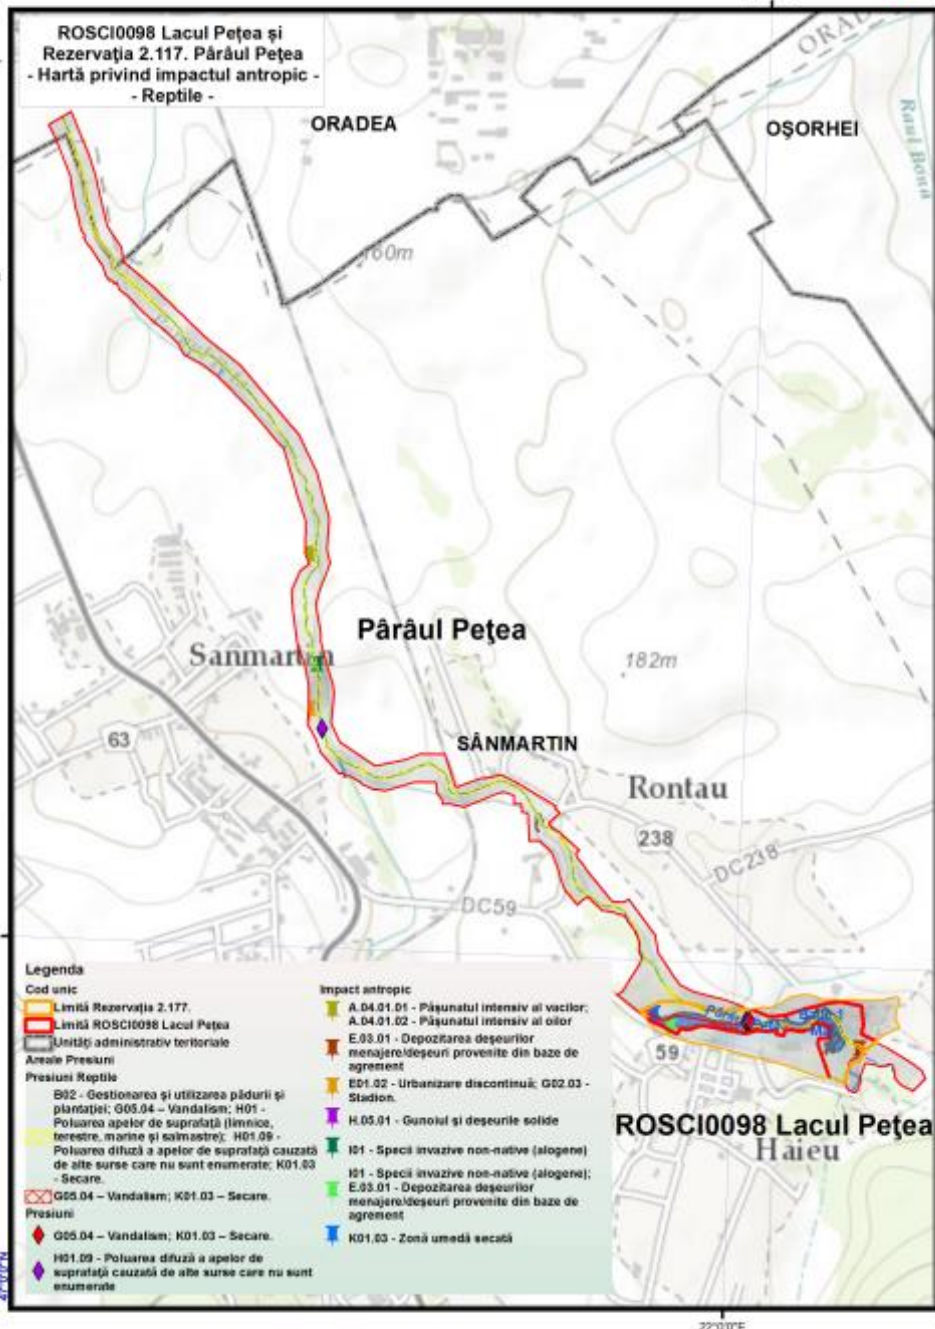 ROSCI0098 Lacul Pețea și
Rezervația 2.117. Pârâul Pețea
- Hartă privind impactul antropic -
- Reptile -
ORADEA
OȘORHEI
160m
Pârâul Pețea
Sanmartin
182m
63
SÂNMARTIN
Rontau
238
DC238
DC59
59
ROSCI0098 Lacul Pețea
Haieu
Legenda
Cod unic
Limită Rezervația 2.177.
Limită ROSCI0098 Lacul Pețea
Unități administrativ teritoriale
Areale Presiuni
Presiuni Reptile
B02 - Gestionarea și utilizarea pădurii și
plantației; G05.04 – Vandalism; H01 -
Poluarea apelor de suprafață (limnice,
terestre, marine și salmastre); H01.09 -
Poluarea difuză a apelor de suprafață cauzată
de alte surse care nu sunt enumerate; K01.03
- Secare.
G05.04 – Vandalism; K01.03 – Secare.
Presiuni
G05.04 – Vandalism; K01.03 – Secare.
H01.09 - Poluarea difuză a apelor de
suprafață cauzată de alte surse care nu sunt
enumerate
Impact antropic
A.04.01.01 - Pășunatul intensiv al vacilor;
A.04.01.02 - Pășunatul intensiv al oilor
E.03.01 - Depozitarea deșeurilor
menajere/deșeuri provenite din baze de
agrement
E01.02 - Urbanizare discontinuă; G02.03 -
Stadion.
H.05.01 - Gunoiul și deșeurile solide
I01 - Specii invazive non-native (alogene)
I01 - Specii invazive non-native (alogene);
E.03.01 - Depozitarea deșeurilor
menajere/deșeuri provenite din baze de
agrement
K01.03 - Zonă umedă secată